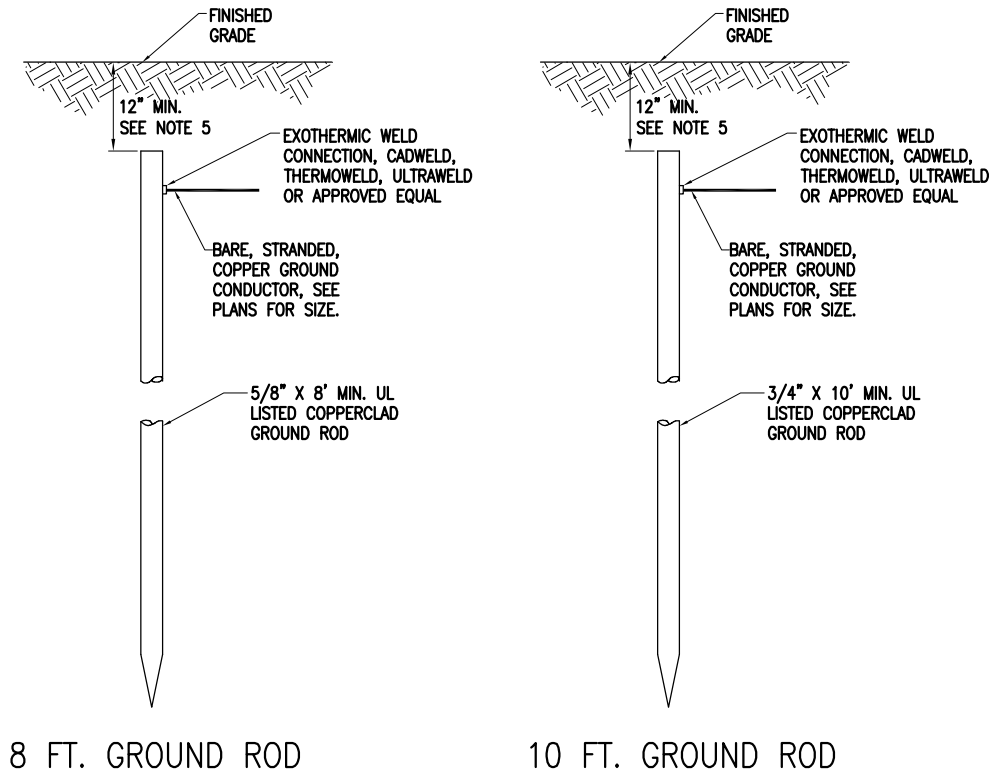 FINISHED
GRADE
12" MIN.
SEE NOTE 5
EXOTHERMIC WELD
CONNECTION, CADWELD,
THERMOWELD, ULTRAWELD
OR APPROVED EQUAL
BARE, STRANDED,
COPPER GROUND
CONDUCTOR, SEE
PLANS FOR SIZE.
5/8" X 8' MIN. UL
LISTED COPPERCLAD
GROUND ROD
8 FT. GROUND ROD
FINISHED
GRADE
12" MIN.
SEE NOTE 5
EXOTHERMIC WELD
CONNECTION, CADWELD,
THERMOWELD, ULTRAWELD
OR APPROVED EQUAL
BARE, STRANDED,
COPPER GROUND
CONDUCTOR, SEE
PLANS FOR SIZE.
3/4" X 10' MIN. UL
LISTED COPPERCLAD
GROUND ROD
10 FT. GROUND ROD